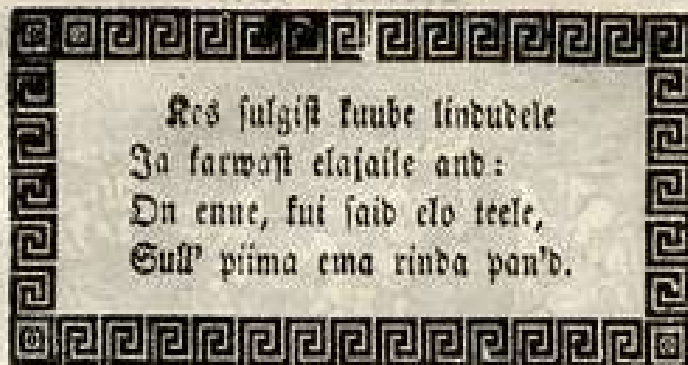 Kes sulgist kuube lindudele
Ja karwast elajaile and:
On enne, kui said elo teele,
Sull' piima ema rinda pan'd.